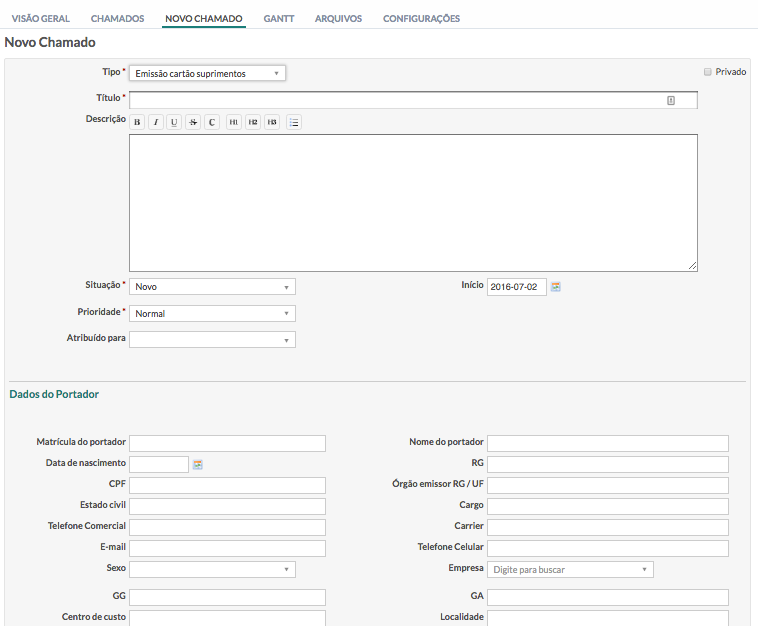 VISÃO GERAL CHAMADOS NOVO CHAMADO GANTT ARQUIVOS CONFIGURAÇÕES
Novo Chamado
Tipo * Emissão cartão suprimentos Privado
Título *
Descrição B I U S C H1 H2 H3
Situação * Novo Início 2016-07-02
Prioridade * Normal
Atribuído para
Dados do Portador
Matrícula do portador Nome do portador
Data de nascimento RG
CPF Órgão emissor RG / UF
Estado civil Cargo
Telefone Comercial Carrier
E-mail Telefone Celular
Sexo Empresa Digite para buscar
GG GA
Centro de custo Localidade